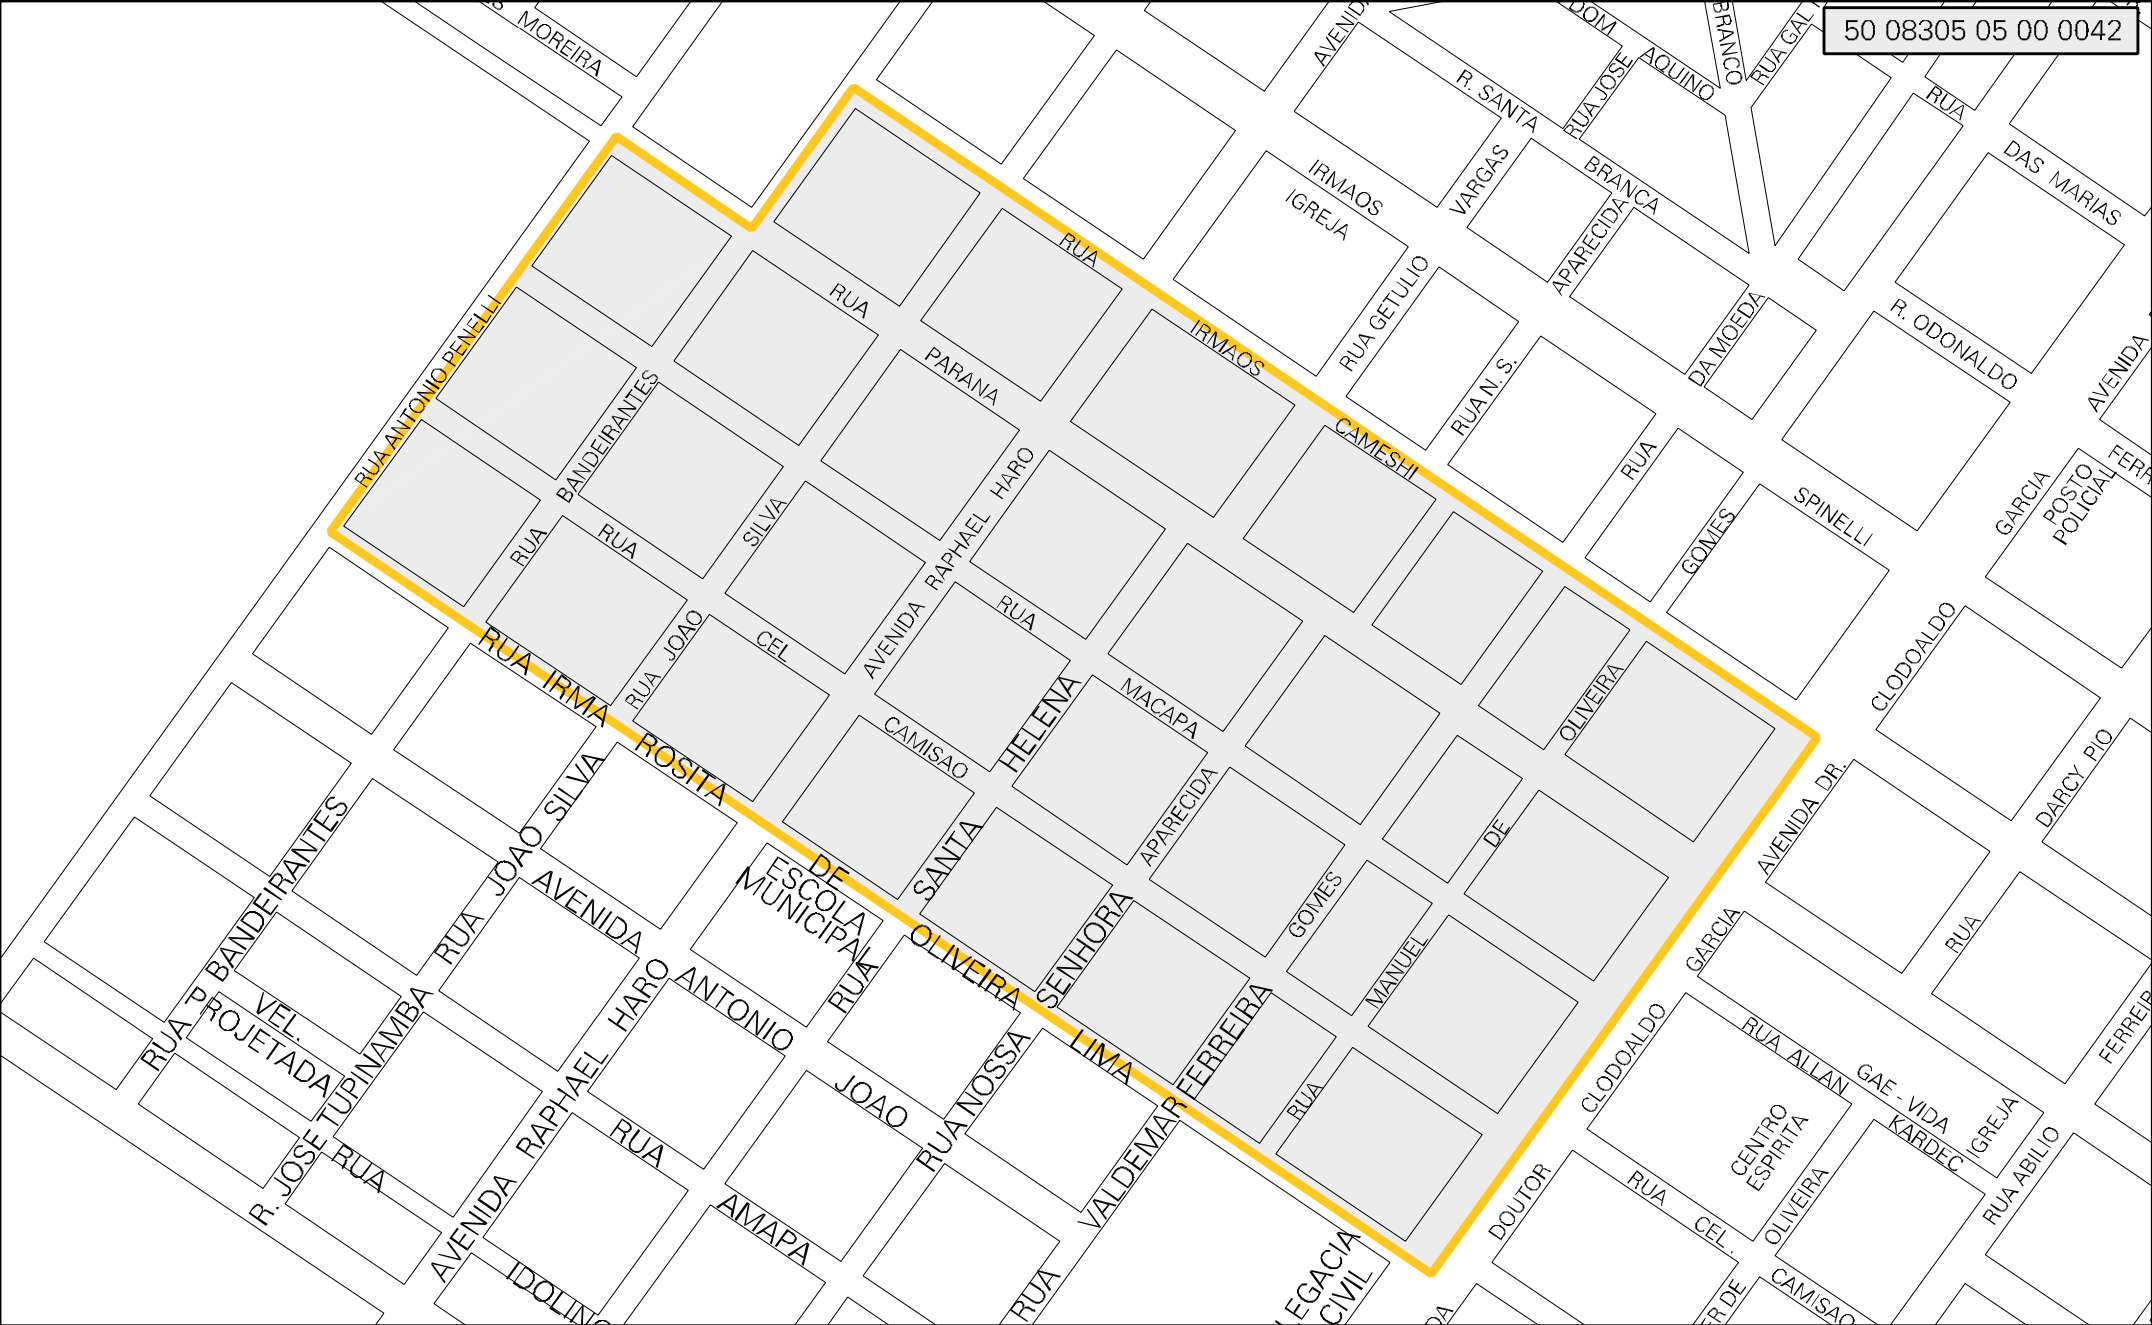 50 08305 05 00 0042
MOREIRA
DOM AQUINO
BRANCO
RUA GAL
R. SANTA BRANCA
RUA JOSE APARECIDA
RUA
DAS MARIAS
IRMAOS
IGREJA
VARGAS
RUA GETULIO
RUA N. S.
DA MOEDA
R. ODONALDO
SPINELLI
AVENIDA
GARCIA
POSTO
POLICIAL
RUA
GOMES
CLODOALDO
DARCY PIO
AVENIDA DR.
RUA IRMAOS CAMESHI
RUA PARANA
RUA MACAPA
RUA CEL CAMISAO
RUA ANTONIO PENELLI
BANDEIRANTES
RUA
SILVA
RUA JOAO
AVENIDA RAPHAEL HARO
HELENA
SANTA
APARECIDA
SENHORA
GOMES
FERREIRA
OLIVEIRA
DE
MANUEL
RUA
RUA IRMA ROSITA DE OLIVEIRA LIMA
ESCOLA
MUNICIPAL
RUA
RUA BANDEIRANTES
RUA JOAO SILVA
AVENIDA ANTONIO JOAO
VEL.
PROJETADA
R. JOSE TUPINAMBA
AVENIDA RAPHAEL HARO
RUA
RUA AMAPA
RUA NOSSA
VALDEMAR
RUA
CIVIL
GARCIA
CLODOALDO
DOUTOR
RUA ALLAN KARDEC
GAE - VIDA
IGREJA
CENTRO
ESPIRITA
RUA CEL. CAMISAO
OLIVEIRA
RUA ABILIO
RUA